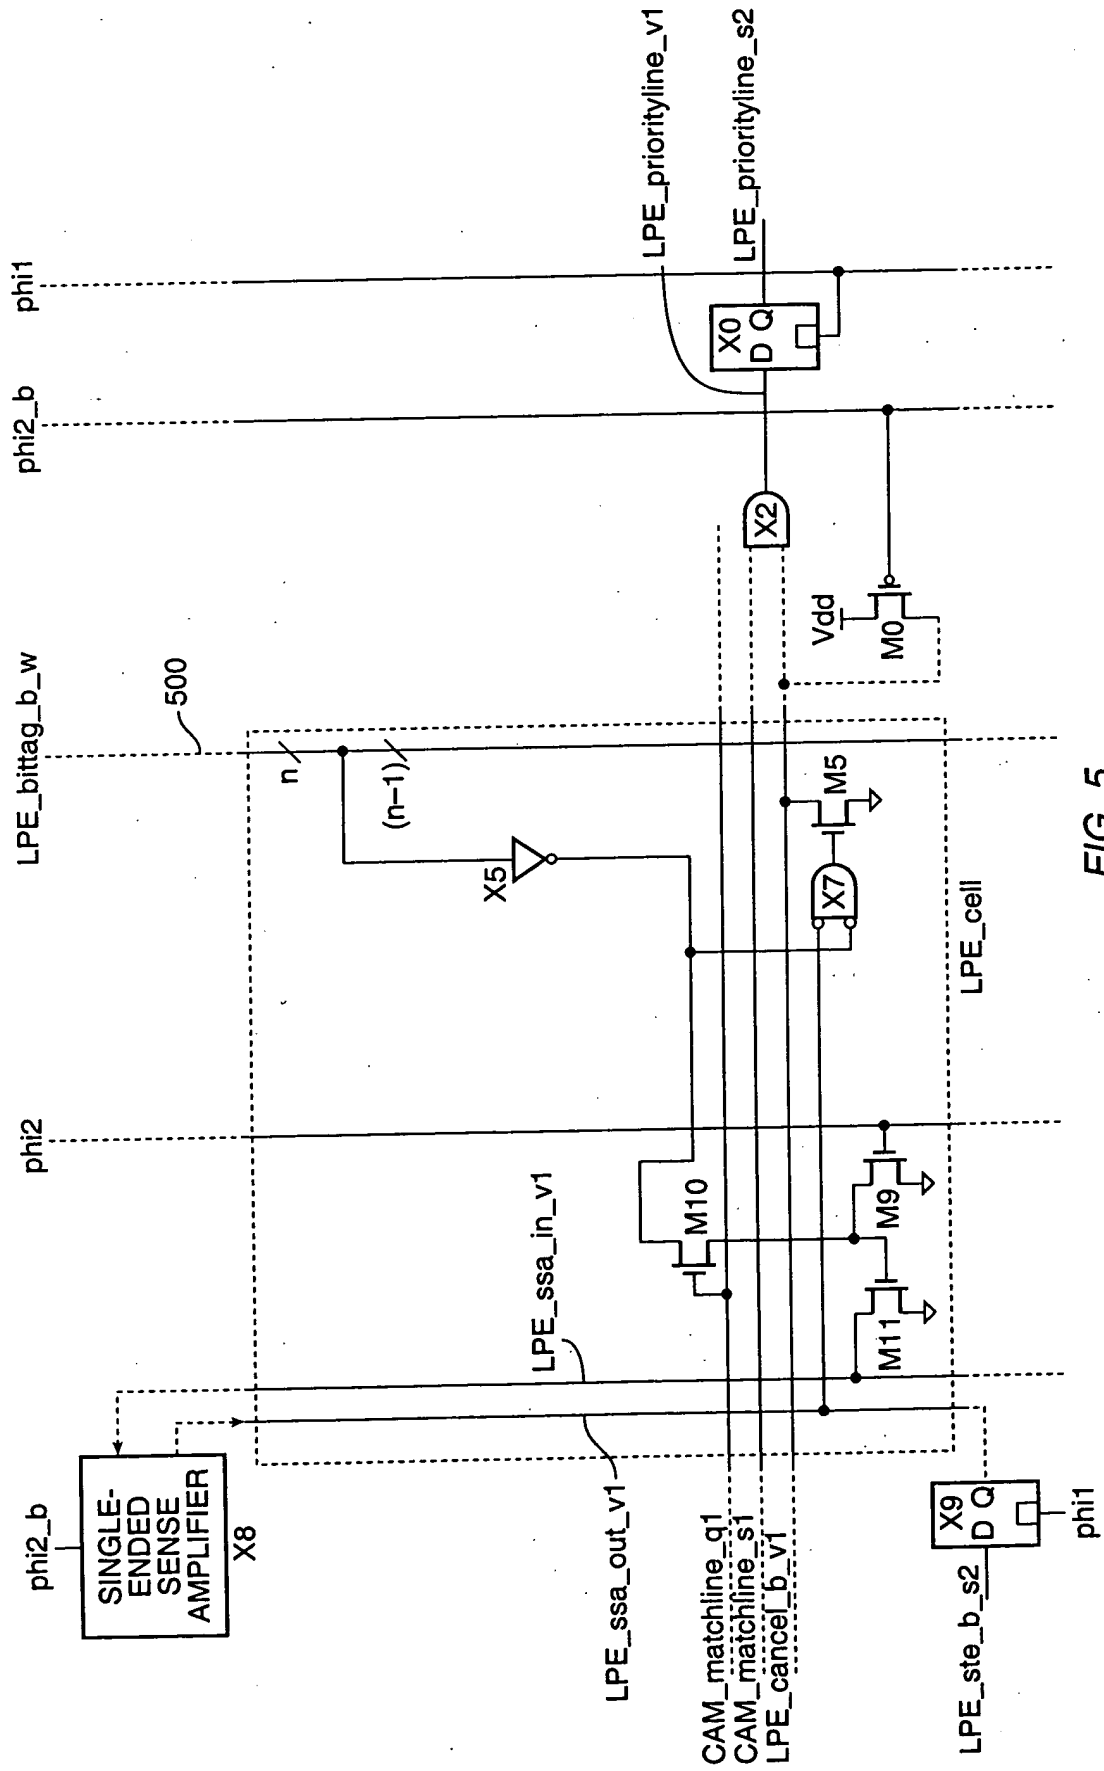 phi2_b
SINGLE-
ENDED
SENSE
AMPLIFIER
X8
phi2
LPE_bittag_b_w
500
phi2_b
phi1
n
(n-1)
X5
LPE_ssa_in_v1
LPE_ssa_out_v1
M10
LPE_priorityline_v1
LPE_priorityline_s2
CAM_matchline_q1
CAM_matchline_s1
LPE_cancel_b_v1
X2
X0
D Q
Vdd
M0
M5
X7
M9
M11
LPE_cell
X9
D Q
LPE_ste_b_s2
phi1
FIG. 5